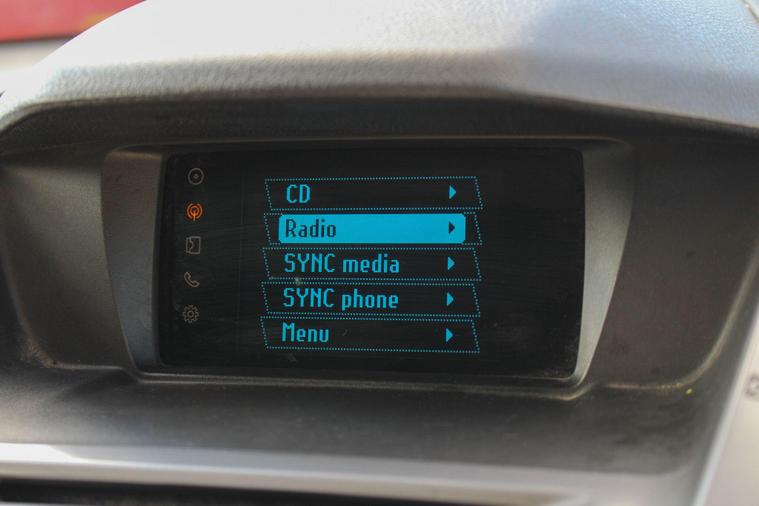 CD
Radio
SYNC media
SYNC phone
Menu